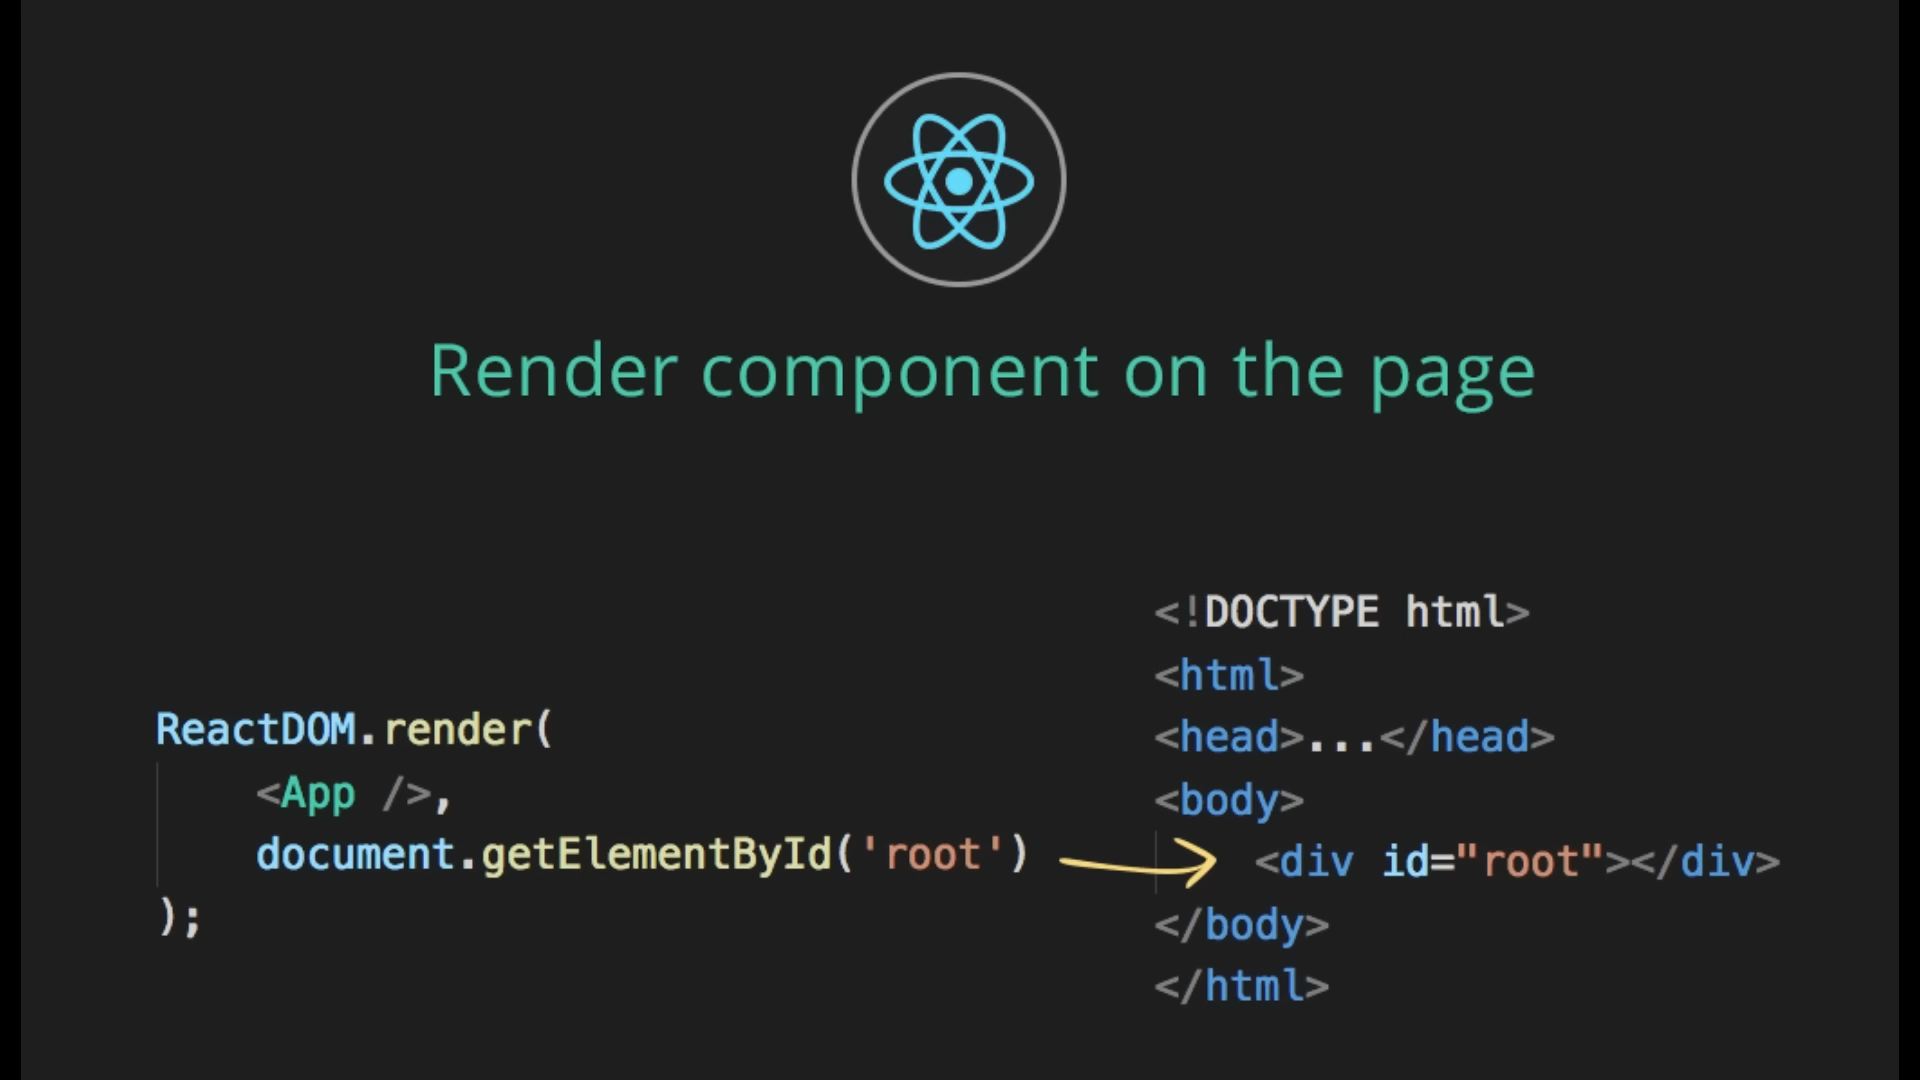 Render component on the page
ReactDOM.render(
<App />,
document.getElementById('root')
);
<!DOCTYPE html>
<html>
<head>...</head>
<body>
<div id="root"></div>
</body>
</html>